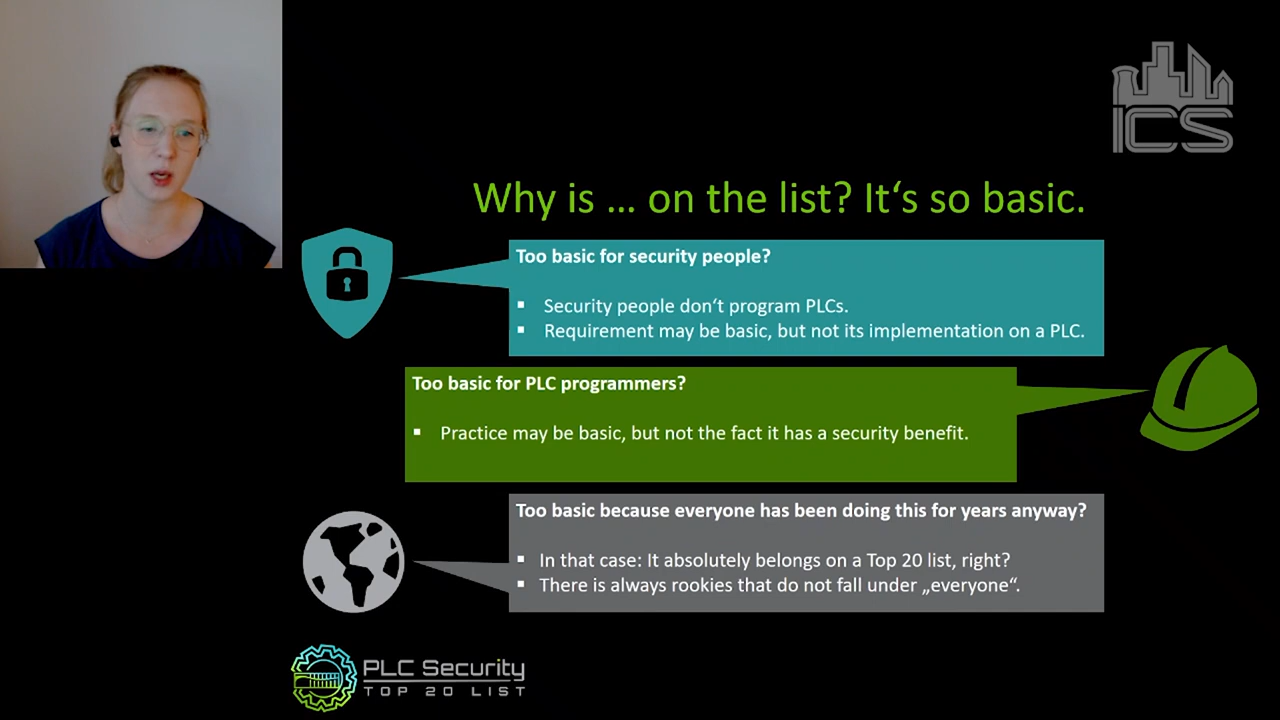 ICS
Why is ... on the list? It‘s so basic.
Too basic for security people?
▪ Security people don‘t program PLCs.
▪ Requirement may be basic, but not its implementation on a PLC.
Too basic for PLC programmers?
▪ Practice may be basic, but not the fact it has a security benefit.
Too basic because everyone has been doing this for years anyway?
▪ In that case: It absolutely belongs on a Top 20 list, right?
▪ There is always rookies that do not fall under „everyone“.
PLC Security
TOP 20 LIST